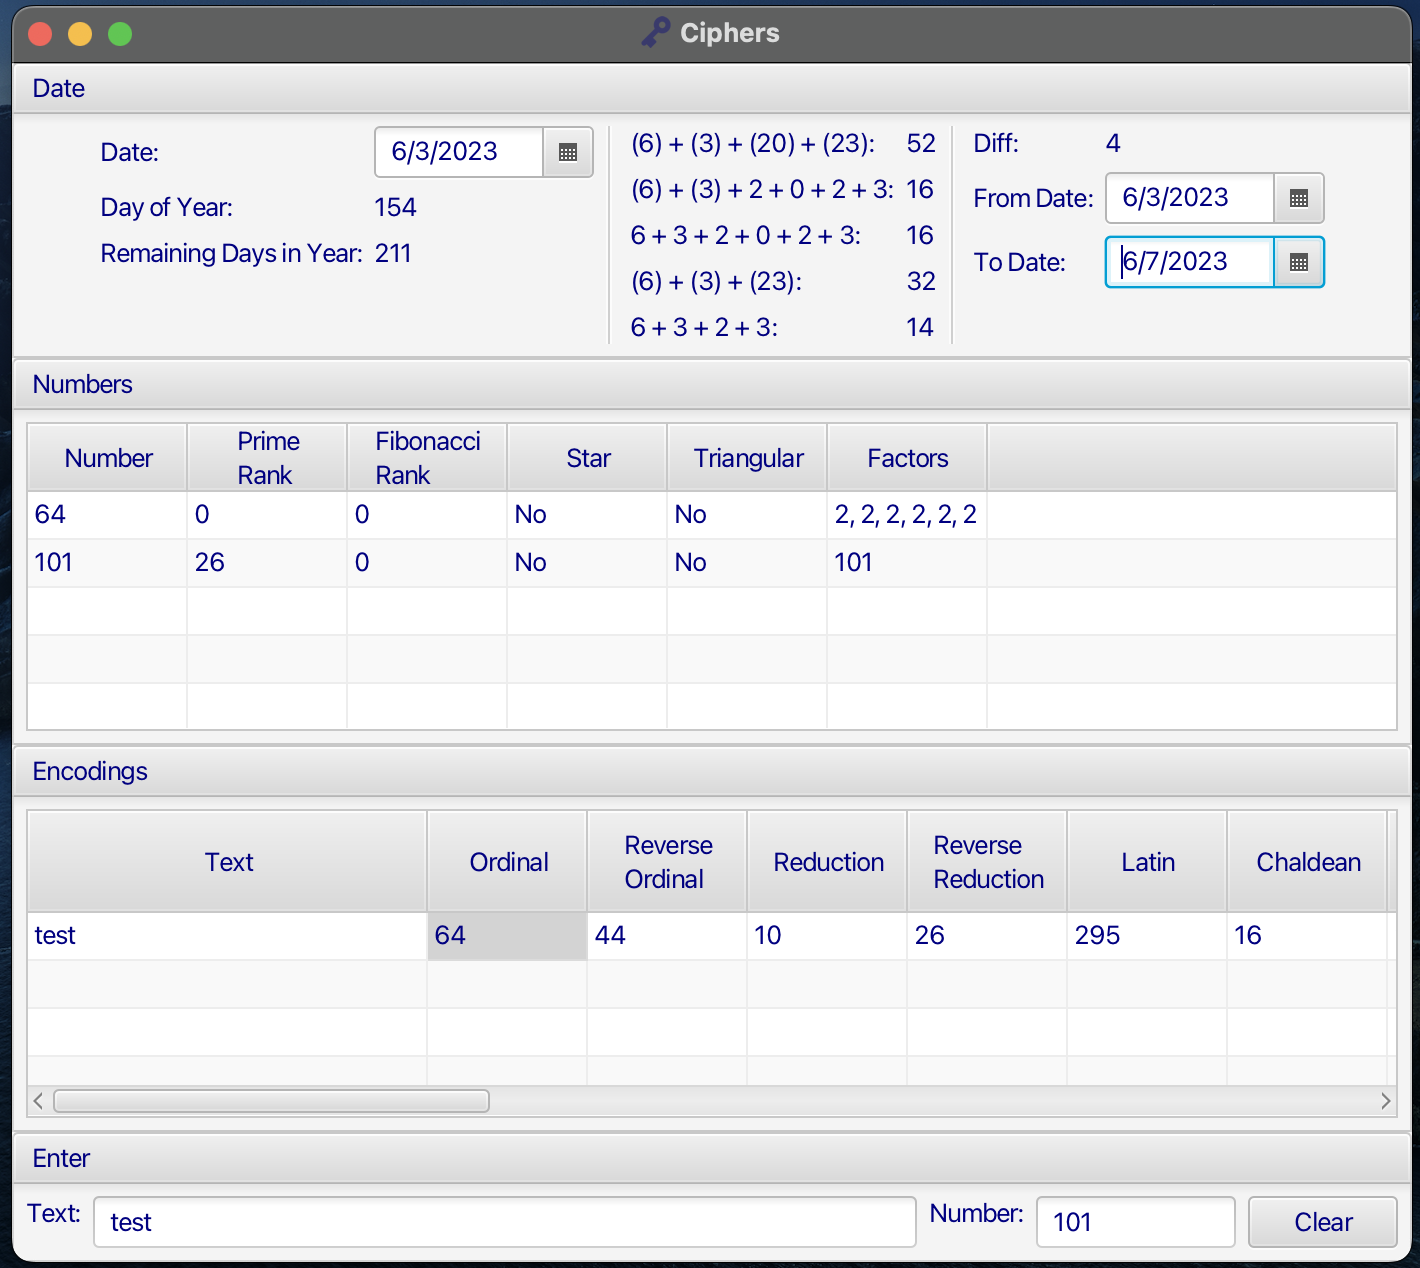 Ciphers
Date
Date: 6/3/2023
Day of Year: 154
Remaining Days in Year: 211
(6) + (3) + (20) + (23): 52
(6) + (3) + 2 + 0 + 2 + 3: 16
6 + 3 + 2 + 0 + 2 + 3: 16
(6) + (3) + (23): 32
6 + 3 + 2 + 3: 14
Diff: 4
From Date: 6/3/2023
To Date: 6/7/2023
Numbers
Number Prime Rank Fibonacci Rank Star Triangular Factors
64 0 0 No No 2, 2, 2, 2, 2, 2
101 26 0 No No 101
Encodings
Text Ordinal Reverse Ordinal Reduction Reverse Reduction Latin Chaldean
test 64 44 10 26 295 16
Enter
Text: test Number: 101 Clear